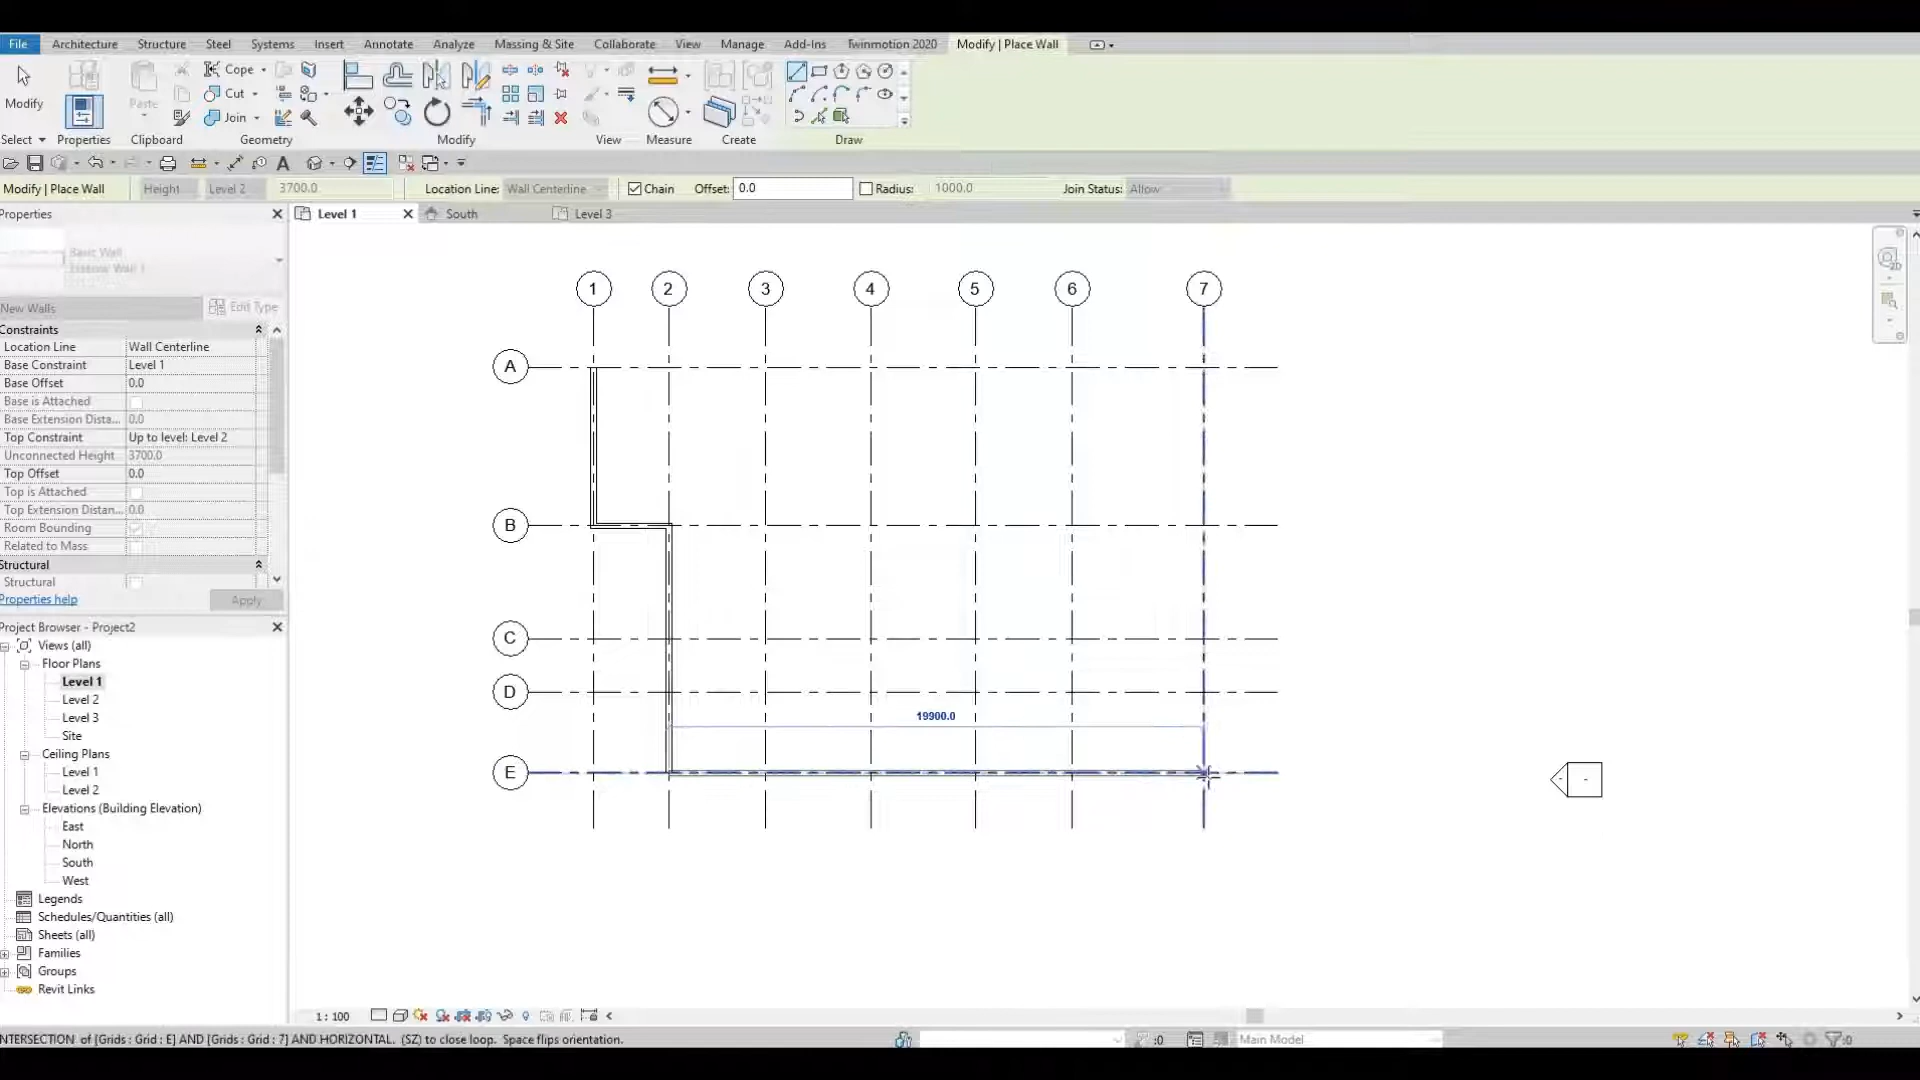 File Architecture Structure Steel Systems Insert Annotate Analyze Massing & Site Collaborate View Manage Add-Ins Twinmotion 2020 Modify | Place Wall
Cope
Modify Paste Cut
Join
Select Properties Clipboard Geometry Modify View Measure Create Draw
Modify | Place Wall Height Level 2 3700.0 Location Line: Wall Centerline Chain Offset: 0.0 Radius: 1000.0 Join Status: Allow
Properties Level 1 South Level 3
Basic Wall
New Walls Edit Type
Constraints
Location Line Wall Centerline
Base Constraint Level 1
Base Offset 0.0
Base is Attached
Base Extension Dista... 0.0
Top Constraint Up to level: Level 2
Unconnected Height 3700.0
Top Offset 0.0
Top is Attached
Top Extension Distan... 0.0
Room Bounding
Related to Mass
Structural
Structural
Properties help Apply
Project Browser - Project2
Views (all)
Floor Plans
Level 1
Level 2
Level 3
Site
Ceiling Plans
Level 1
Level 2
Elevations (Building Elevation)
East
North
South
West
Legends
Schedules/Quantities (all)
Sheets (all)
Families
Groups
Revit Links
1 2 3 4 5 6 7
A
B
C
D
19900.0
E
1 : 100
NTERSECTION of [Grids : Grid : E] AND [Grids : Grid : 7] AND HORIZONTAL. (SZ) to close loop. Space flips orientation. :0 Main Model :0